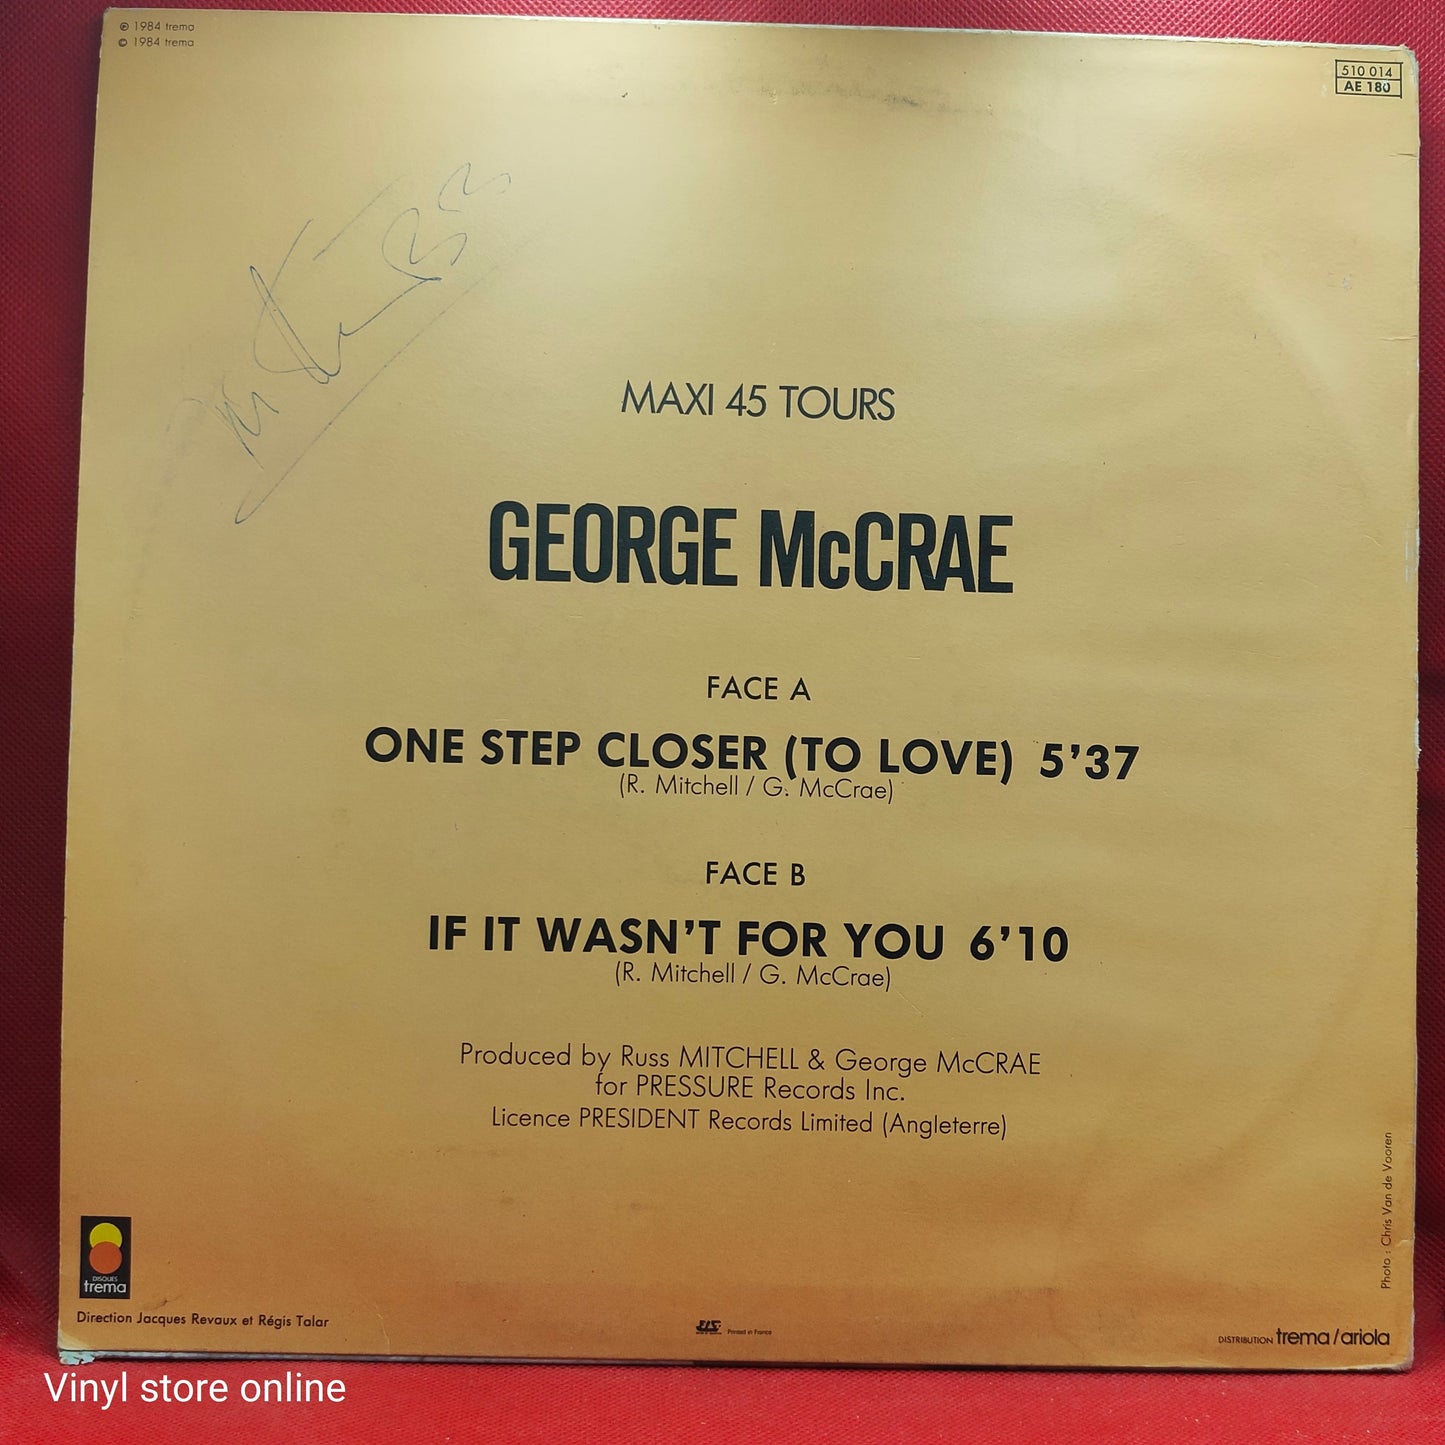 ℗ 1984 trema
© 1984 trema
510 014
AE 180
MAXI 45 TOURS
GEORGE McCRAE
FACE A
ONE STEP CLOSER (TO LOVE) 5’37
(R. Mitchell / G. McCrae)
FACE B
IF IT WASN’T FOR YOU 6’10
(R. Mitchell / G. McCrae)
Produced by Russ MITCHELL & George McCRAE
for PRESSURE Records Inc.
Licence PRESIDENT Records Limited (Angleterre)
Photo : Chris Van de Vooren
DISQUES
trema
Direction Jacques Revaux et Régis Talar
Printed in France
DISTRIBUTION trema / ariola
Vinyl store online